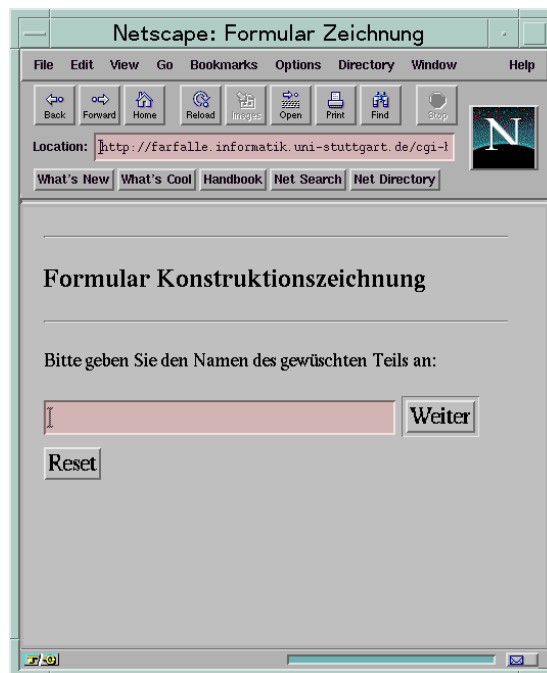 Netscape: Formular Zeichnung
File Edit View Go Bookmarks Options Directory Window Help
Back Forward Home Reload Images Open Print Find Stop
Location: http://farfalle.informatik.uni-stuttgart.de/cgi-b
N
What's New What's Cool Handbook Net Search Net Directory
Formular Konstruktionszeichnung
Bitte geben Sie den Namen des gewüschten Teils an:
Weiter
Reset